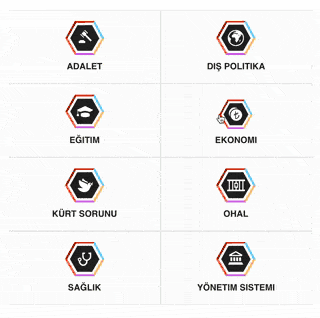 ADALET
DIŞ POLITIKA
EĞITIM
EKONOMI
KÜRT SORUNU
OHAL
SAĞLIK
YÖNETIM SISTEMI